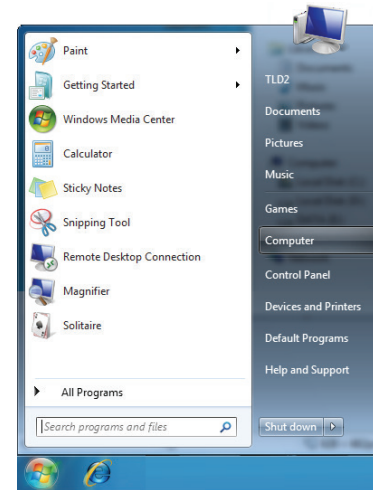 Paint
Getting Started
Windows Media Center
Calculator
Sticky Notes
Snipping Tool
Remote Desktop Connection
Magnifier
Solitaire
All Programs
Search programs and files
TLD2
Documents
Pictures
Music
Games
Computer
Control Panel
Devices and Printers
Default Programs
Help and Support
Shut down